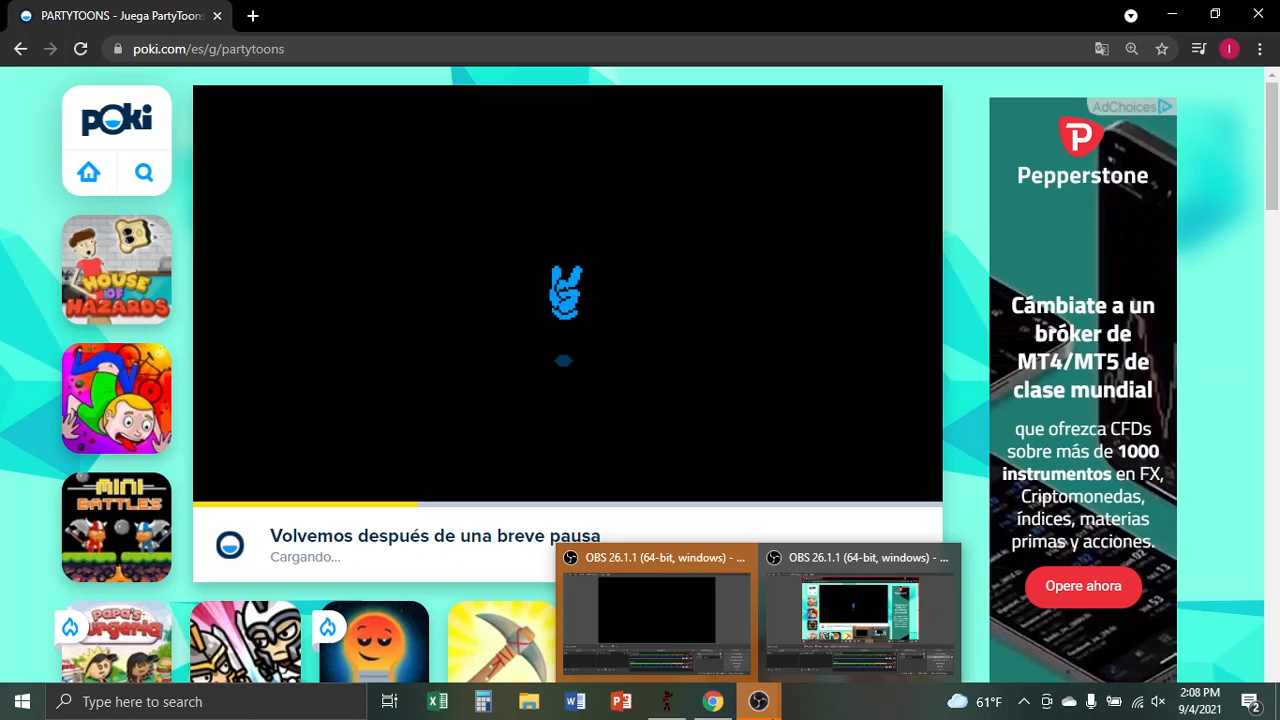 PARTYTOONS - Juega PartyToons
poki.com/es/g/partytoons
poki
AdChoices
Pepperstone
HOUSE
OF
HAZARDS
Cámbiate a un
bróker de
MT4/MT5 de
clase mundial
que ofrezca CFDs
sobre más de 1000
instrumentos en FX,
Criptomonedas,
índices, materias
primas y acciones.
Opere ahora
MINI
BATTLES
Volvemos después de una breve pausa
Cargando...
OBS 26.1.1 (64-bit, windows) - ...
OBS 26.1.1 (64-bit, windows) - ...
Type here to search
61°F
2:08 PM
9/4/2021
2